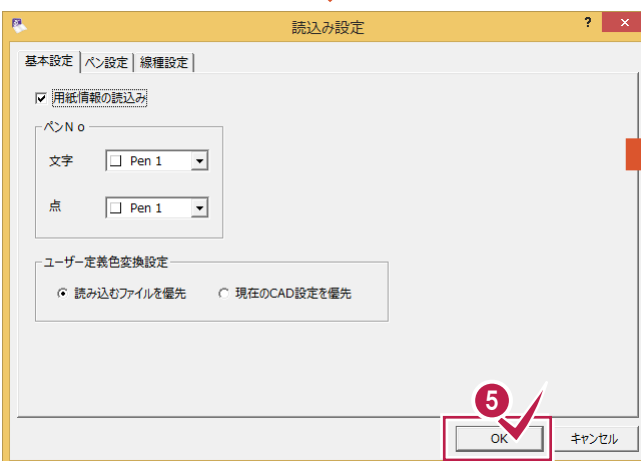 読込み設定
? ×
基本設定 ペン設定 線種設定
用紙情報の読込み
ペンNo
文字 Pen 1
点 Pen 1
ユーザー定義色変換設定
読み込むファイルを優先 現在のCAD設定を優先
5
OK キャンセル